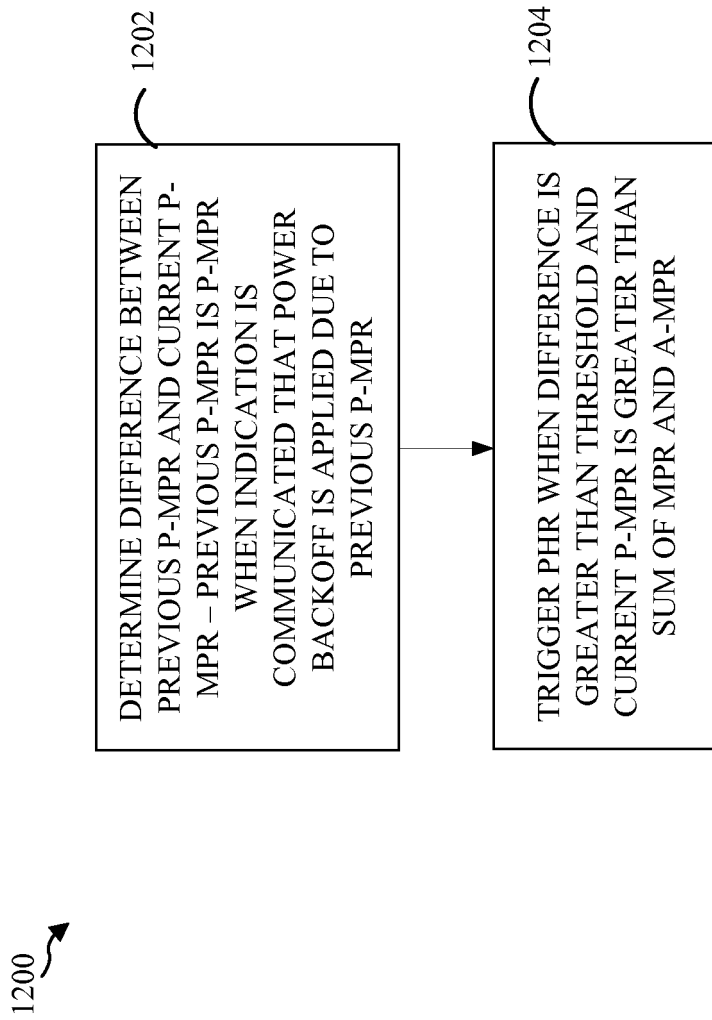 1200
1202
DETERMINE DIFFERENCE BETWEEN
PREVIOUS P-MPR AND CURRENT P-
MPR – PREVIOUS P-MPR IS P-MPR
WHEN INDICATION IS
COMMUNICATED THAT POWER
BACKOFF IS APPLIED DUE TO
PREVIOUS P-MPR
1204
TRIGGER PHR WHEN DIFFERENCE IS
GREATER THAN THRESHOLD AND
CURRENT P-MPR IS GREATER THAN
SUM OF MPR AND A-MPR